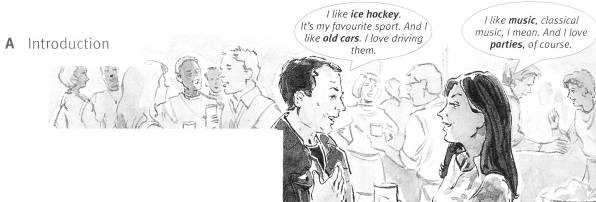 A Introduction
I like ice hockey.
It's my favourite sport. And I
like old cars. I love driving
them.
I like music, classical
music, I mean. And I love
parties, of course.